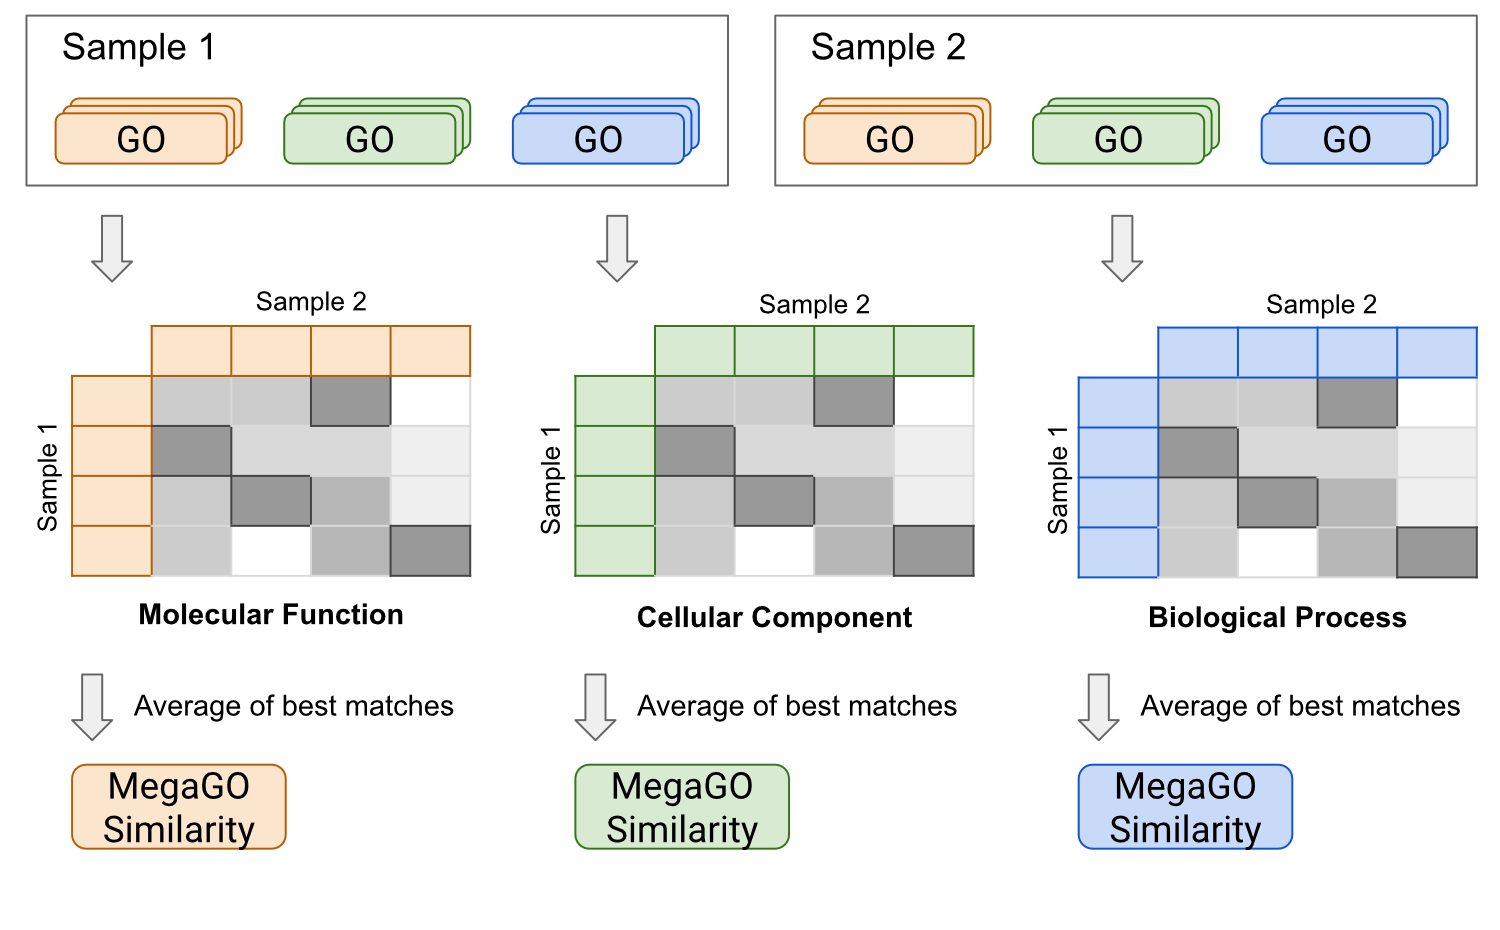 Sample 1
GO
GO
GO
Sample 2
GO
GO
GO
Sample 2
Sample 1
Molecular Function
Average of best matches
MegaGO
Similarity
Sample 2
Sample 1
Cellular Component
Average of best matches
MegaGO
Similarity
Sample 2
Sample 1
Biological Process
Average of best matches
MegaGO
Similarity